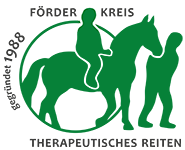 FÖRDER KREIS
gegründet 1988
THERAPEUTISCHES REITEN